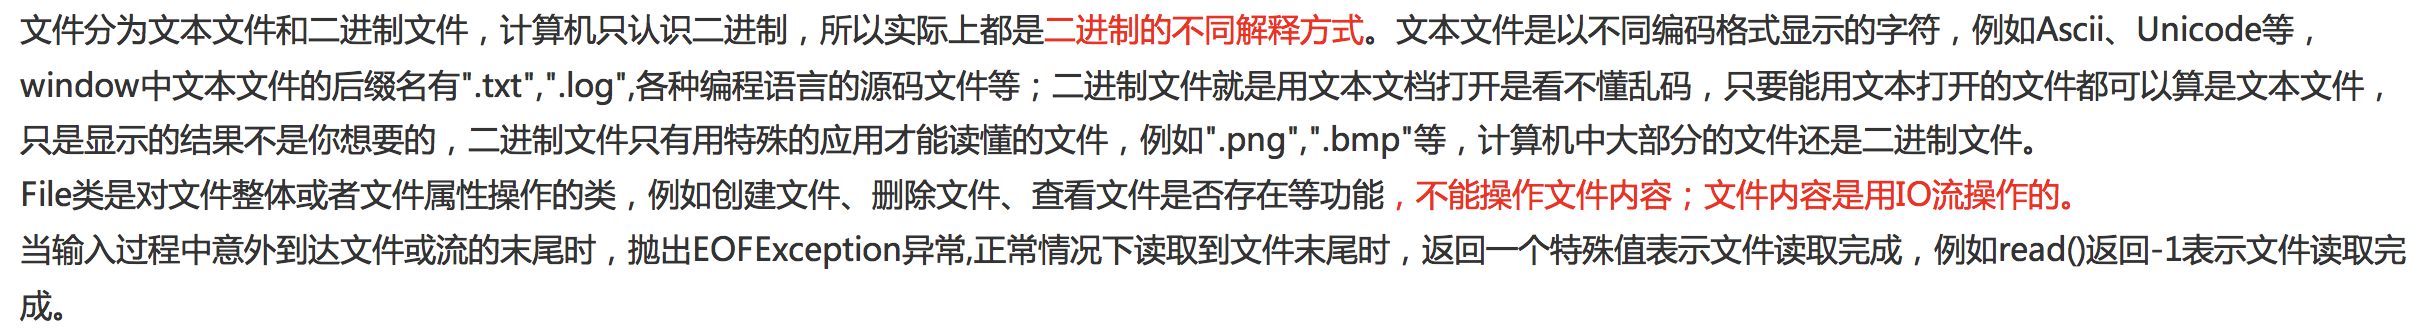 文件分为文本文件和二进制文件，计算机只认识二进制，所以实际上都是二进制的不同解释方式。文本文件是以不同编码格式显示的字符，例如Ascii、Unicode等，
window中文本文件的后缀名有".txt",".log",各种编程语言的源码文件等；二进制文件就是用文本文档打开是看不懂乱码，只要能用文本打开的文件都可以算是文本文件，
只是显示的结果不是你想要的，二进制文件只有用特殊的应用才能读懂的文件，例如".png",".bmp"等，计算机中大部分的文件还是二进制文件。
File类是对文件整体或者文件属性操作的类，例如创建文件、删除文件、查看文件是否存在等功能，不能操作文件内容；文件内容是用IO流操作的。
当输入过程中意外到达文件或流的末尾时，抛出EOFException异常,正常情况下读取到文件末尾时，返回一个特殊值表示文件读取完成，例如read()返回-1表示文件读取完
成。